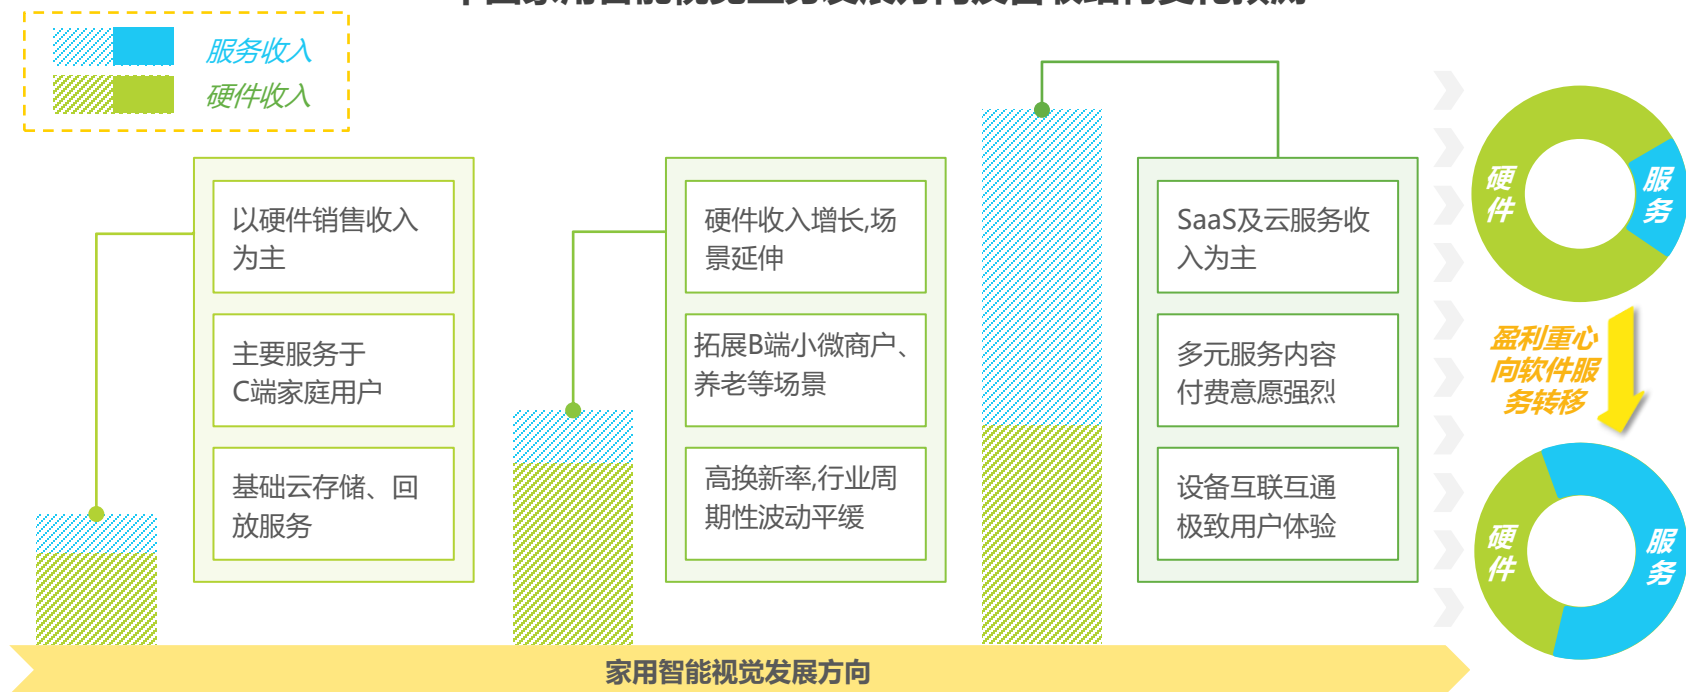 服务收入
硬件收入
以硬件销售收入
为主
主要服务于
C端家庭用户
基础云存储、回
放服务
硬件收入增长,场
景延伸
拓展B端小微商户、
养老等场景
高换新率,行业周
期性波动平缓
SaaS及云服务收
入为主
多元服务内容
付费意愿强烈
设备互联互通
极致用户体验
硬
件
服
务
盈利重心
向软件服
务转移
硬
件
服
务
家用智能视觉发展方向